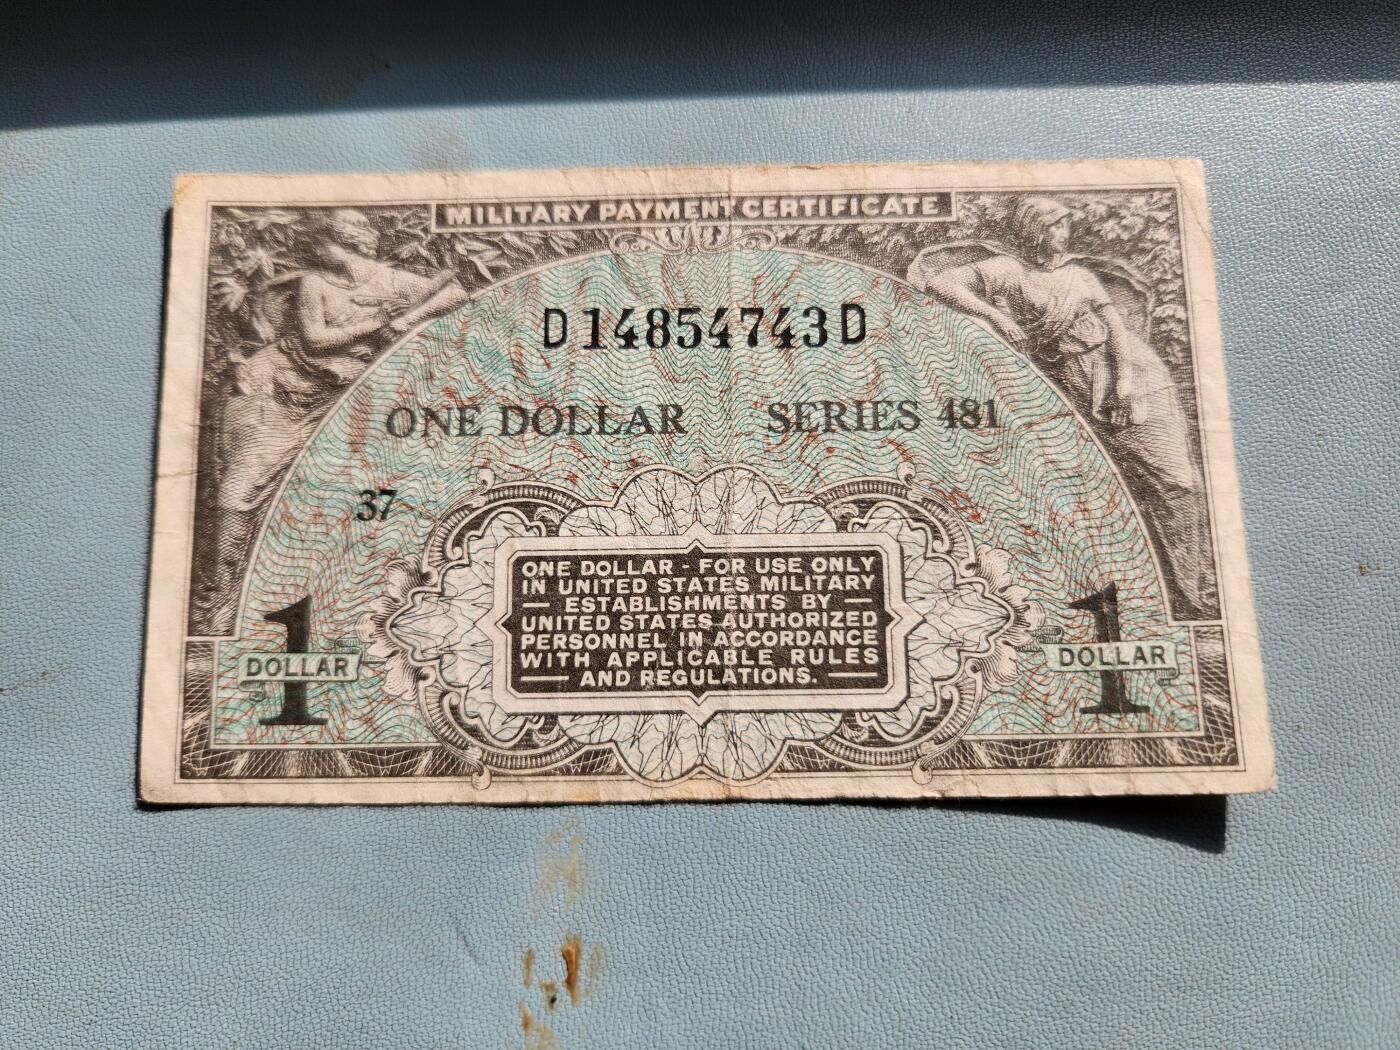 MILITARY PAYMENT CERTIFICATE
D14854743D
ONE DOLLAR SERIES 481
37
ONE DOLLAR - FOR USE ONLY
IN UNITED STATES MILITARY
— ESTABLISHMENTS BY —
UNITED STATES AUTHORIZED
PERSONNEL IN ACCORDANCE
WITH APPLICABLE RULES
— AND REGULATIONS. —
1 DOLLAR
1 DOLLAR